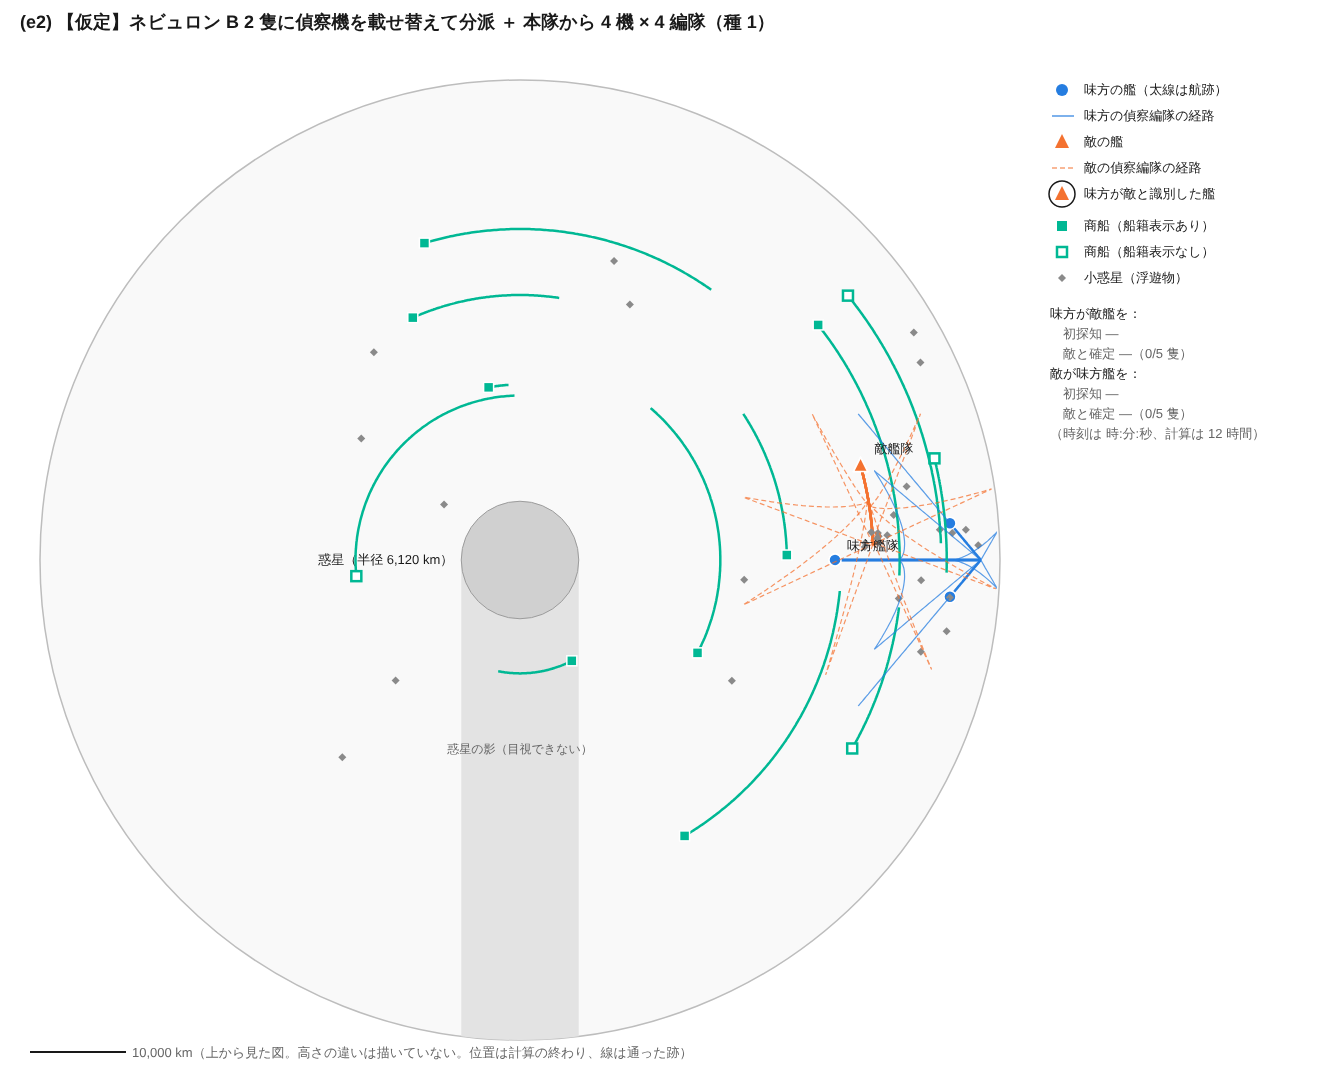 (e2) 【仮定】ネビュロン B 2 隻に偵察機を載せ替えて分派 ＋ 本隊から 4 機 × 4 編隊（種 1）
味方の艦（太線は航跡）
味方の偵察編隊の経路
敵の艦
敵の偵察編隊の経路
味方が敵と識別した艦
商船（船籍表示あり）
商船（船籍表示なし）
小惑星（浮遊物）
味方が敵艦を：
初探知 —
敵と確定 —（0/5 隻）
敵が味方艦を：
初探知 —
敵と確定 —（0/5 隻）
（時刻は 時:分:秒、計算は 12 時間）
敵艦隊
味方艦隊
惑星（半径 6,120 km）
惑星の影（目視できない）
10,000 km（上から見た図。高さの違いは描いていない。位置は計算の終わり、線は通った跡）